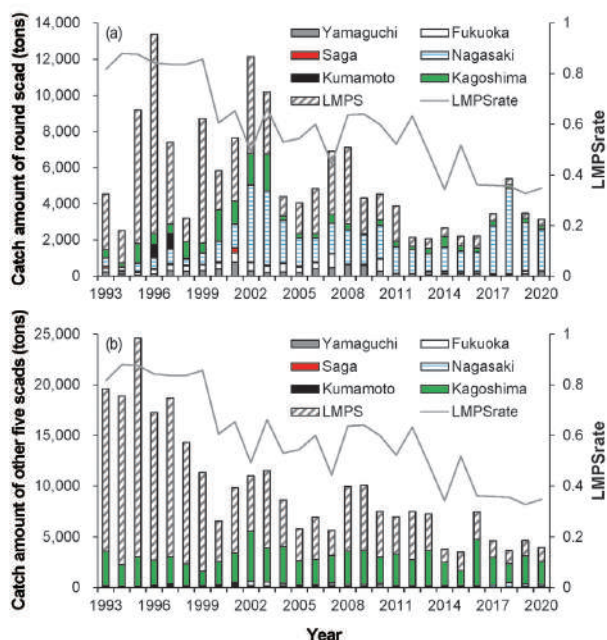 (a)
Yamaguchi Fukuoka
Saga Nagasaki
Kumamoto Kagoshima
LMPS LMPSrate
Catch amount of round scad (tons)
14,000
12,000
10,000
8,000
6,000
4,000
2,000
0
1
0.8
0.6
0.4
0.2
0
LMPSrate
1993 1996 1999 2002 2005 2008 2011 2014 2017 2020
(b)
Yamaguchi Fukuoka
Saga Nagasaki
Kumamoto Kagoshima
LMPS LMPSrate
Catch amount of other five scads (tons)
25,000
20,000
15,000
10,000
5,000
0
1
0.8
0.6
0.4
0.2
0
LMPSrate
1993 1996 1999 2002 2005 2008 2011 2014 2017 2020
Year